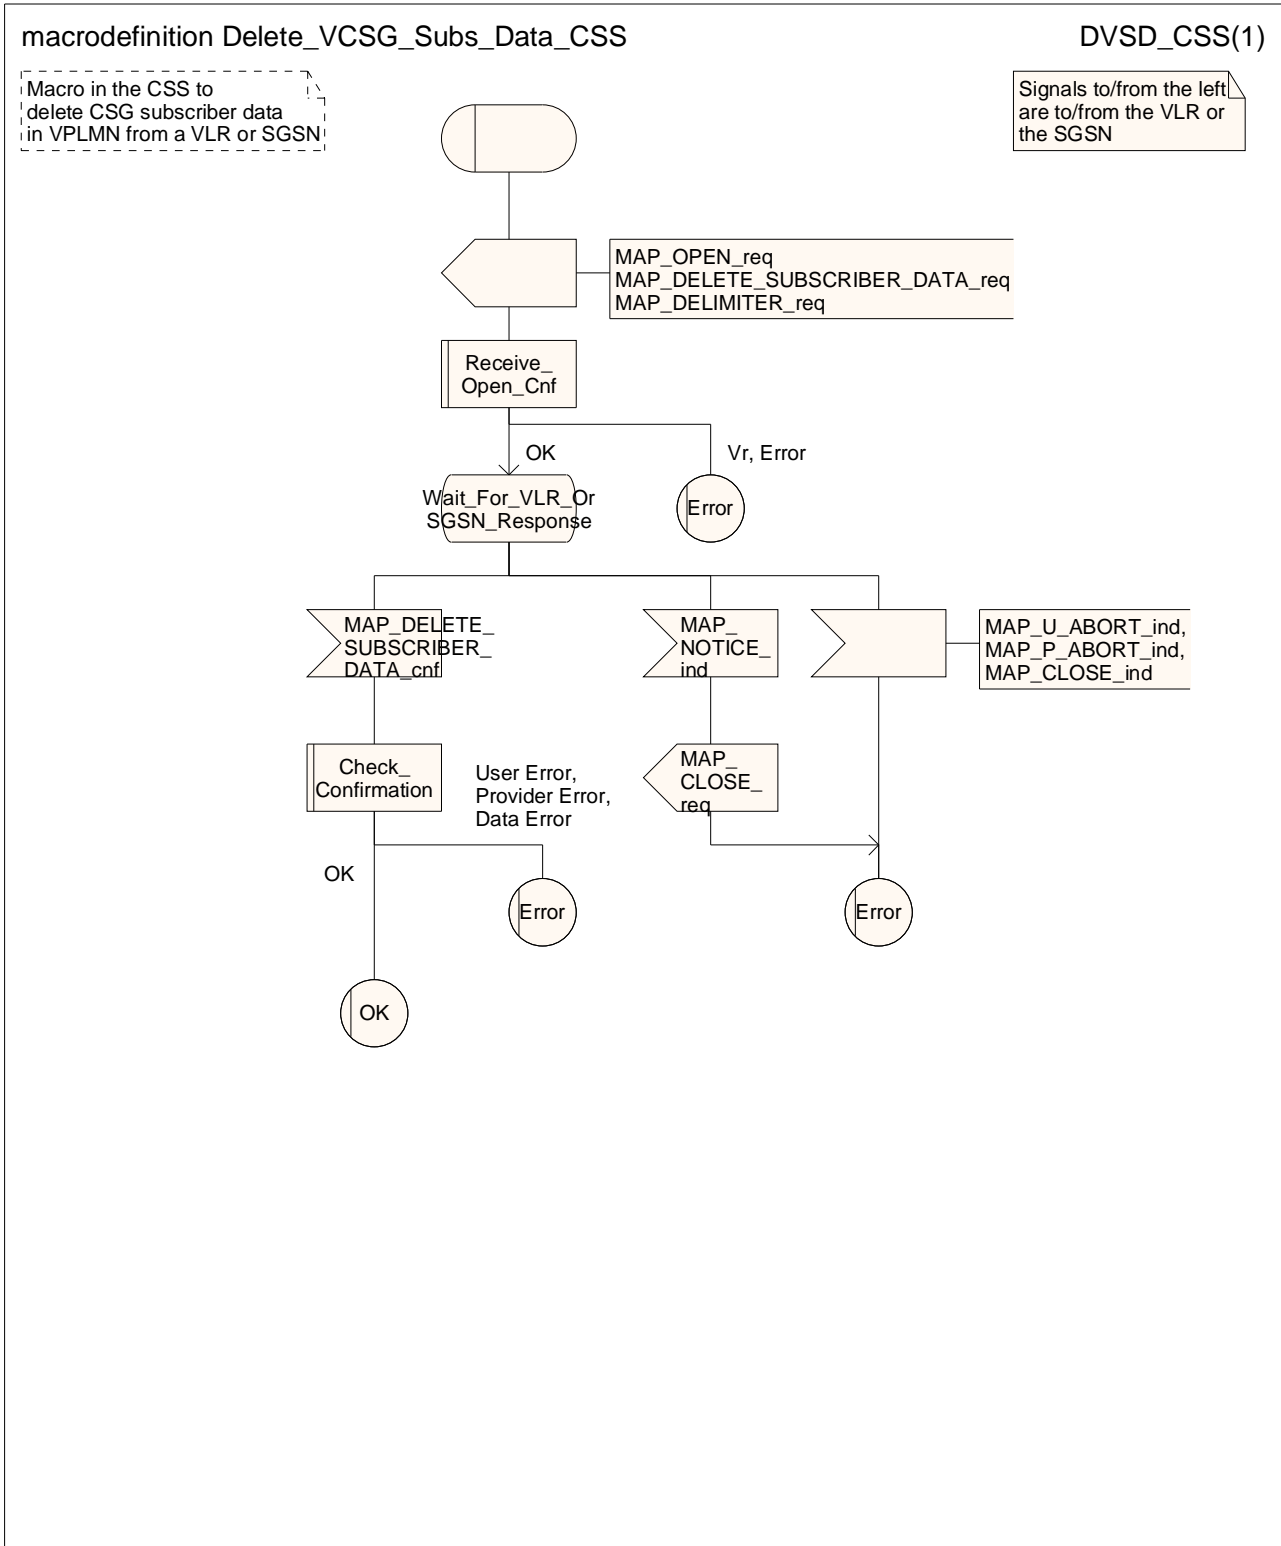 macrodefinition Delete_VCSG_Subs_Data_CSS
DVSD_CSS(1)
Macro in the CSS to
delete CSG subscriber data
in VPLMN from a VLR or SGSN
Signals to/from the left
are to/from the VLR or
the SGSN
MAP_OPEN_req
MAP_DELETE_SUBSCRIBER_DATA_req
MAP_DELIMITER_req
Receive_
Open_Cnf
OK
Vr, Error
Wait_For_VLR_Or
SGSN_Response
Error
MAP_DELETE_
SUBSCRIBER_
DATA_cnf
MAP_
NOTICE_
ind
MAP_U_ABORT_ind,
MAP_P_ABORT_ind,
MAP_CLOSE_ind
Check_
Confirmation
User Error,
Provider Error,
Data Error
MAP_
CLOSE_
req
OK
Error
Error
OK